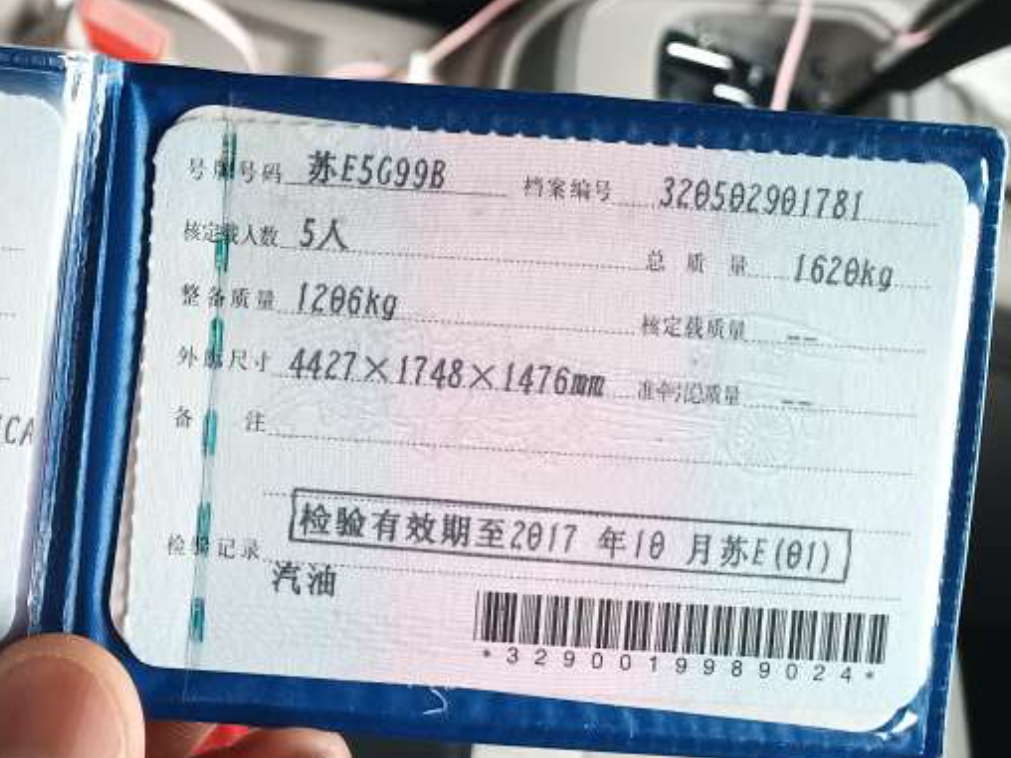 号牌号码 苏E5G99B 档案编号 320502901781
核定载人数 5人 总质量 1620kg
整备质量 1206kg 核定载质量 --
外廓尺寸 4427×1748×1476mm 准牵引总质量 --
备注
检验有效期至2017年10月苏E(01)
检验记录
汽油
*3290019989024*
CA